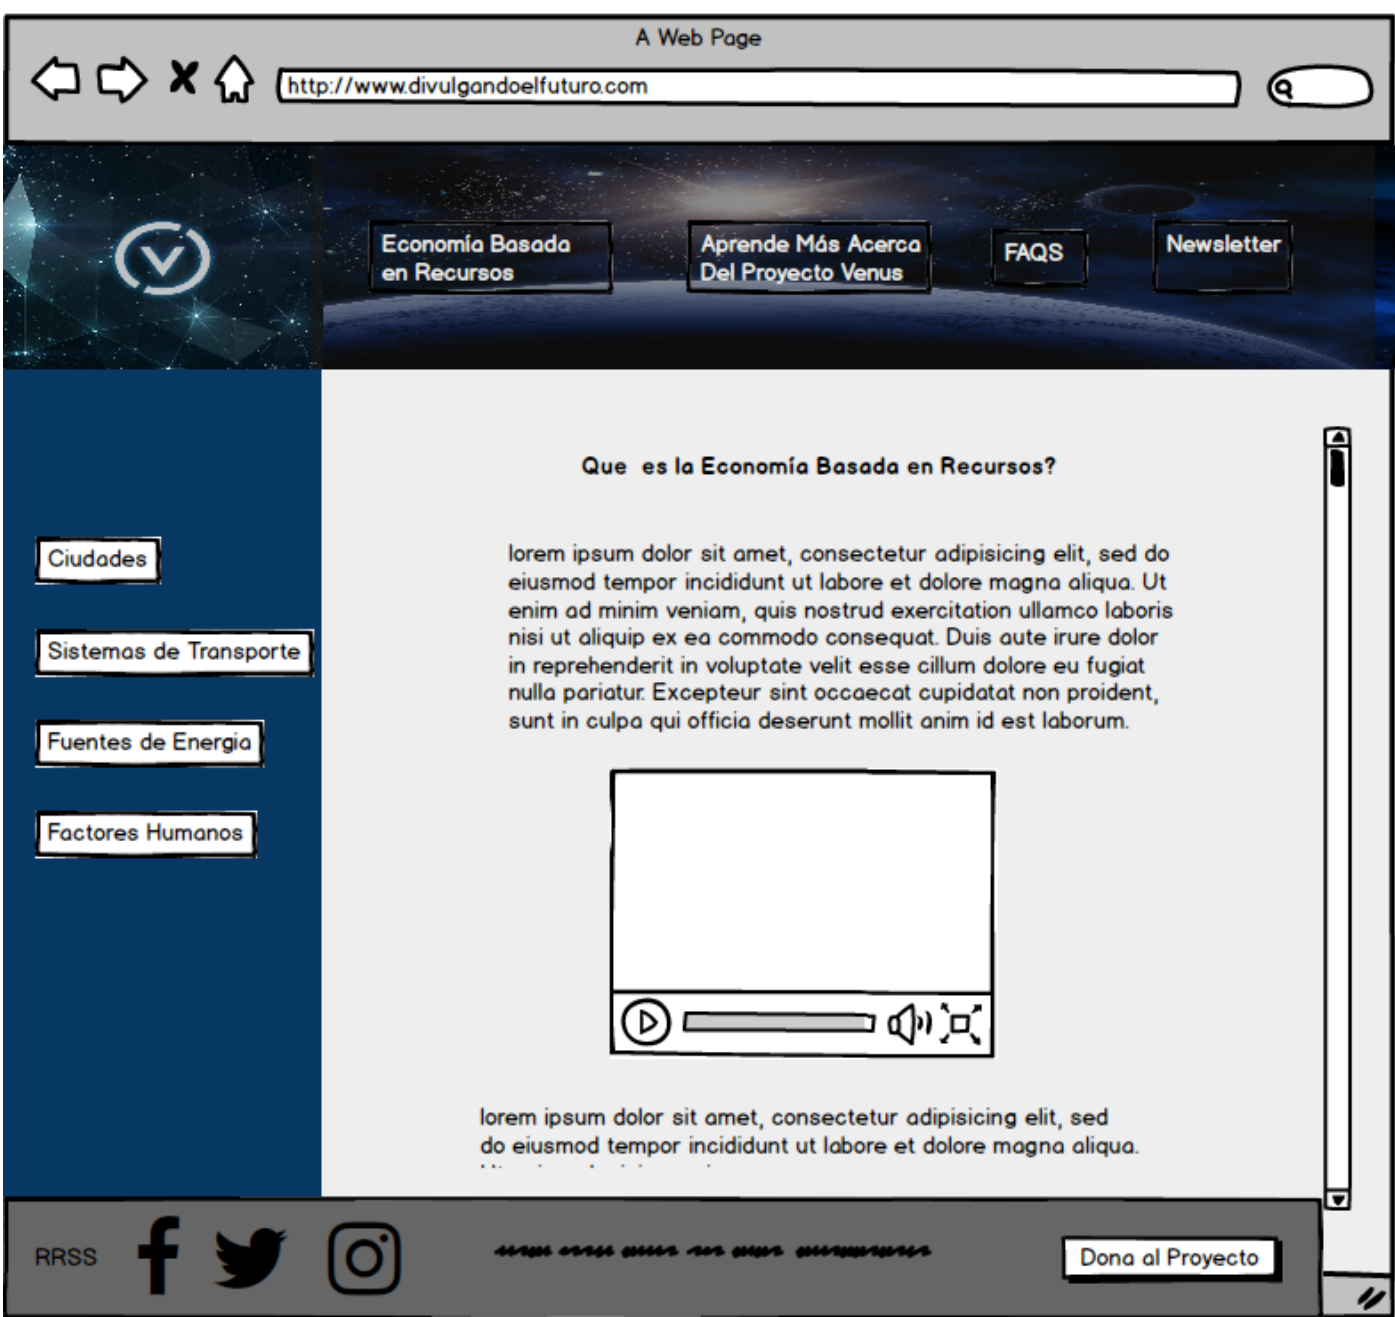 A Web Page
http://www.divulgandoelfuturo.com
Economía Basada
en Recursos
Aprende Más Acerca
Del Proyecto Venus
FAQS
Newsletter
Ciudades
Sistemas de Transporte
Fuentes de Energia
Factores Humanos
Que es la Economía Basada en Recursos?
lorem ipsum dolor sit amet, consectetur adipisicing elit, sed do
eiusmod tempor incididunt ut labore et dolore magna aliqua. Ut
enim ad minim veniam, quis nostrud exercitation ullamco laboris
nisi ut aliquip ex ea commodo consequat. Duis aute irure dolor
in reprehenderit in voluptate velit esse cillum dolore eu fugiat
nulla pariatur. Excepteur sint occaecat cupidatat non proident,
sunt in culpa qui officia deserunt mollit anim id est laborum.
lorem ipsum dolor sit amet, consectetur adipisicing elit, sed
do eiusmod tempor incididunt ut labore et dolore magna aliqua.
RRSS
Dona al Proyecto